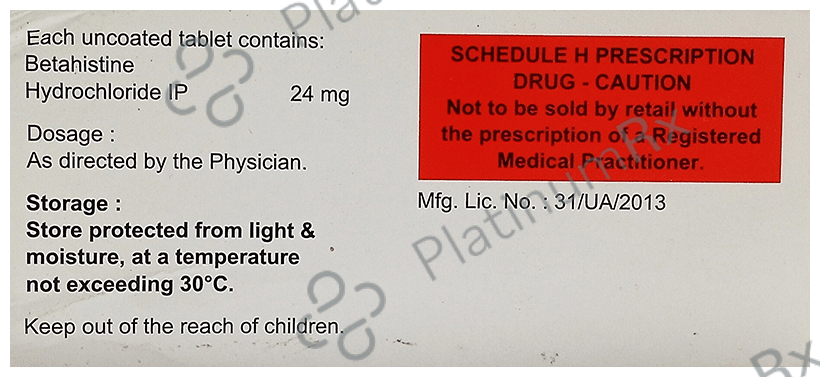 Each uncoated tablet contains:
Betahistine
Hydrochloride IP 24 mg
Dosage :
As directed by the Physician.
Storage :
Store protected from light &
moisture, at a temperature
not exceeding 30°C.
Keep out of the reach of children.
SCHEDULE H PRESCRIPTION
DRUG - CAUTION
Not to be sold by retail without
the prescription of a Registered
Medical Practitioner.
Mfg. Lic. No. : 31/UA/2013
Platinum
PlatinumRx
Rx